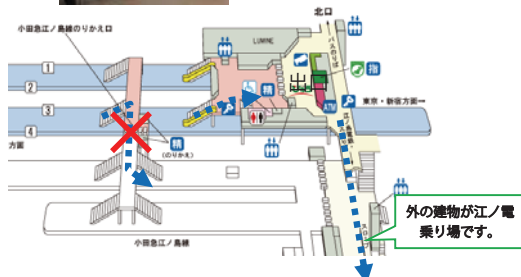 北口
小田急江ノ島線のりかえ口
LUMINE
バスのりば
1
2
3
4
出口
指
精
ATM
東京・新宿方面→
方面
精
(のりかえ)
小田急江ノ島線
外の建物が江ノ電
乗り場です。